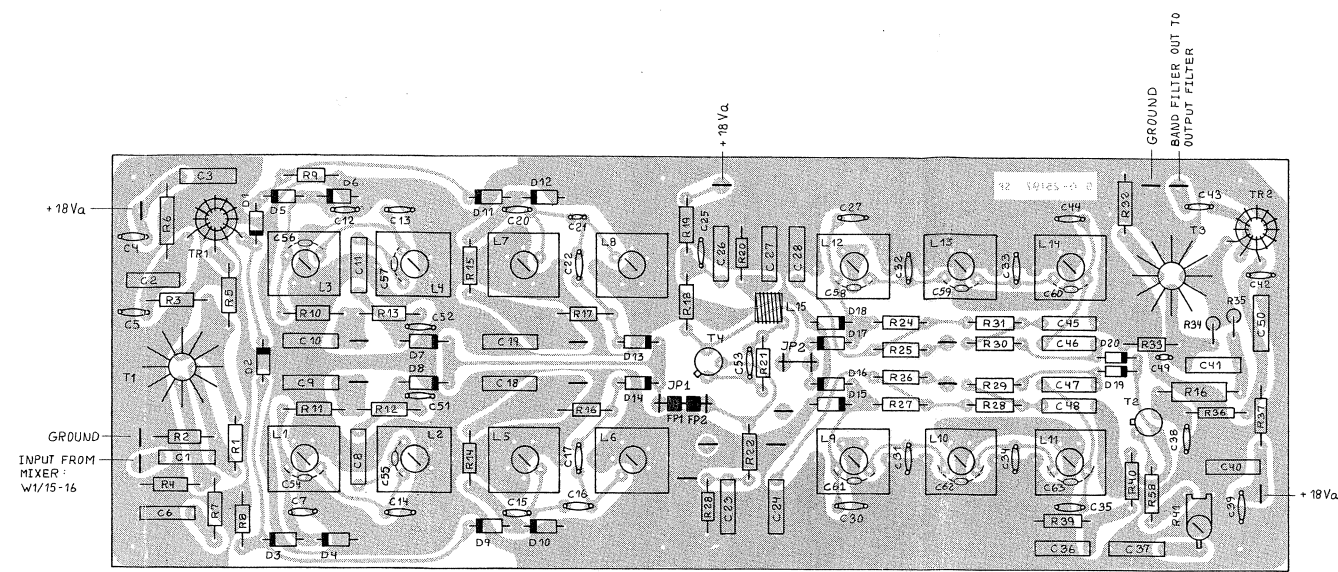 GROUND
BAND FILTER OUT TO
OUTPUT FILTER
+18Va
C3
R9
D6
D12
D1
D5
D11
C43
TR2
+18Va
R6
C12
C13
C20
C21
R19
C25
C27
C44
R32
C4
TR1
C56
C11
C57
R15
L7
C22
L8
C26
R20
C27
C28
L12
C32
L13
C33
L14
T3
C2
L3
L4
C58
C59
C60
C42
R3
R5
R18
L15
C5
R10
R13
C52
R17
D18
R24
R31
C45
R34
R35
C50
C10
D7
C19
D13
T4
D17
R25
R30
C46
R33
D20
C49
C53
R21
JP2
C41
T1
D2
C9
D8
C18
D14
JP1
D16
R26
R29
C47
D19
R16
R11
R12
C51
R16
FP1
FP2
D15
R27
R28
C48
T2
R36
R37
GROUND
R2
R1
L1
L2
L5
L6
R22
L9
L10
L11
C38
INPUT FROM
MIXER:
W1/15-16
C1
C8
C55
R14
C17
C31
C34
C40
R4
C54
C61
C62
C63
R40
R58
+18Va
C6
R7
R8
C7
C14
C15
C16
R28
C23
C24
C30
C35
R39
R41
C39
D3
D4
D9
D10
C36
C37